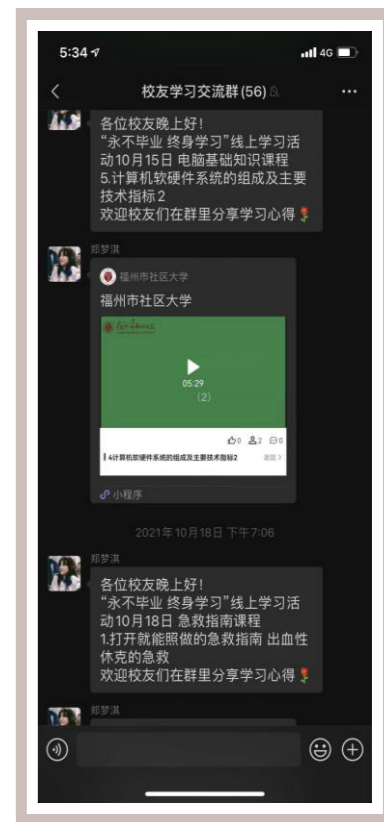 5:34
4G
校友学习交流群(56)
各位校友晚上好!
“永不毕业 终身学习”线上学习活
动10月15日 电脑基础知识课程
5.计算机软硬件系统的组成及主要
技术指标2
欢迎校友们在群里分享学习心得
郑梦淇
福州市社区大学
福州市社区大学
05:29
(2)
0 2 0
4计算机软硬件系统的组成及主要技术指标2
小程序
2021年10月18日 下午7:06
郑梦淇
各位校友晚上好!
“永不毕业 终身学习”线上学习活
动10月18日 急救指南课程
1.打开就能照做的急救指南 出血性
休克的急救
欢迎校友们在群里分享学习心得
郑梦淇